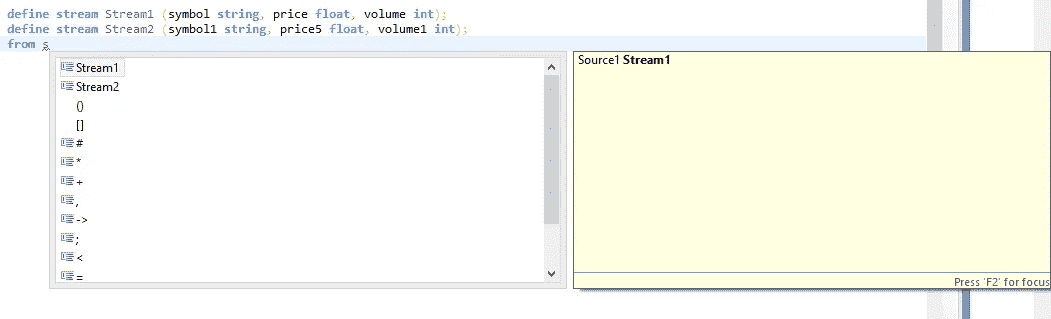 define stream Stream1 (symbol string, price float, volume int);
define stream Stream2 (symbol1 string, price5 float, volume1 int);
from s
Stream1
Stream2
()
[]
#
*
+
,
->
;
<
=
Source1 Stream1
Press 'F2' for focus